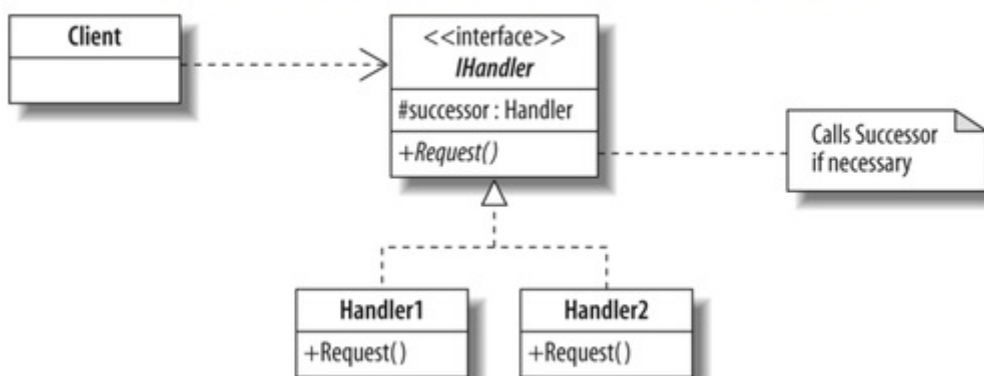 Client
<<interface>>
IHandler
#successor : Handler
+Request()
Calls Successor
if necessary
Handler1
+Request()
Handler2
+Request()